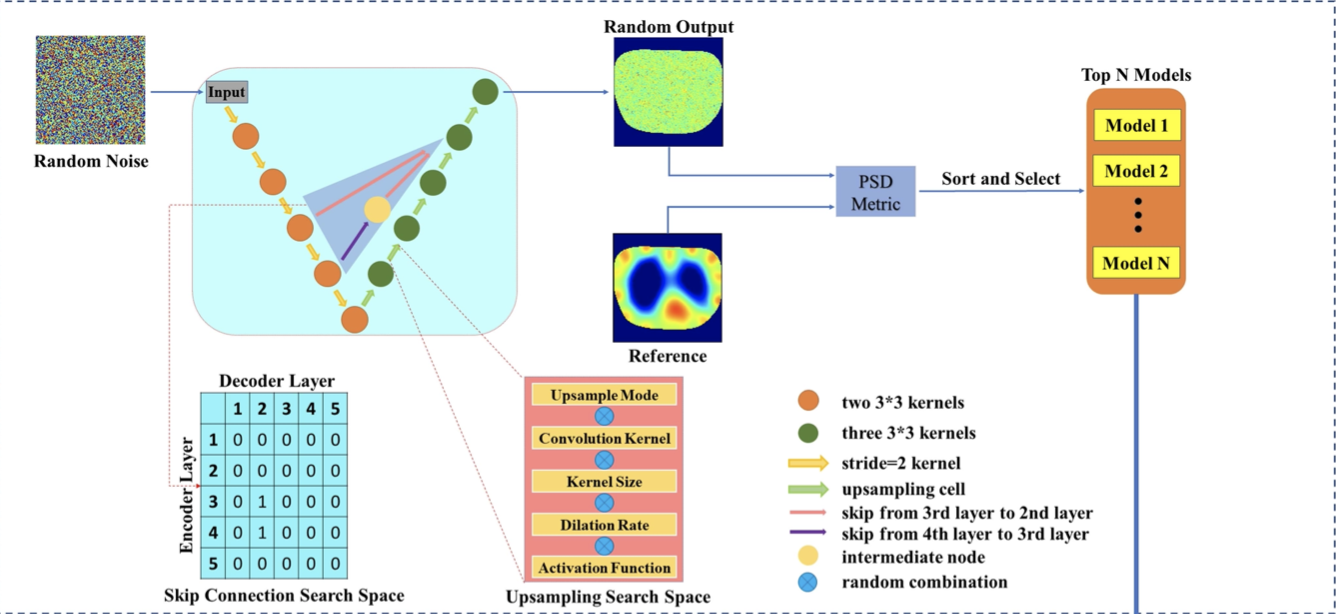 Random Output
Top N Models
Input
Random Noise
Model 1
PSD
Metric
Sort and Select
Model 2
Model N
Reference
Decoder Layer
1 2 3 4 5
Encoder Layer
1 0 0 0 0 0
2 0 0 0 0 0
3 0 1 0 0 0
4 0 1 0 0 0
5 0 0 0 0 0
Skip Connection Search Space
Upsample Mode
Convolution Kernel
Kernel Size
Dilation Rate
Activation Function
Upsampling Search Space
two 3*3 kernels
three 3*3 kernels
stride=2 kernel
upsampling cell
skip from 3rd layer to 2nd layer
skip from 4th layer to 3rd layer
intermediate node
random combination